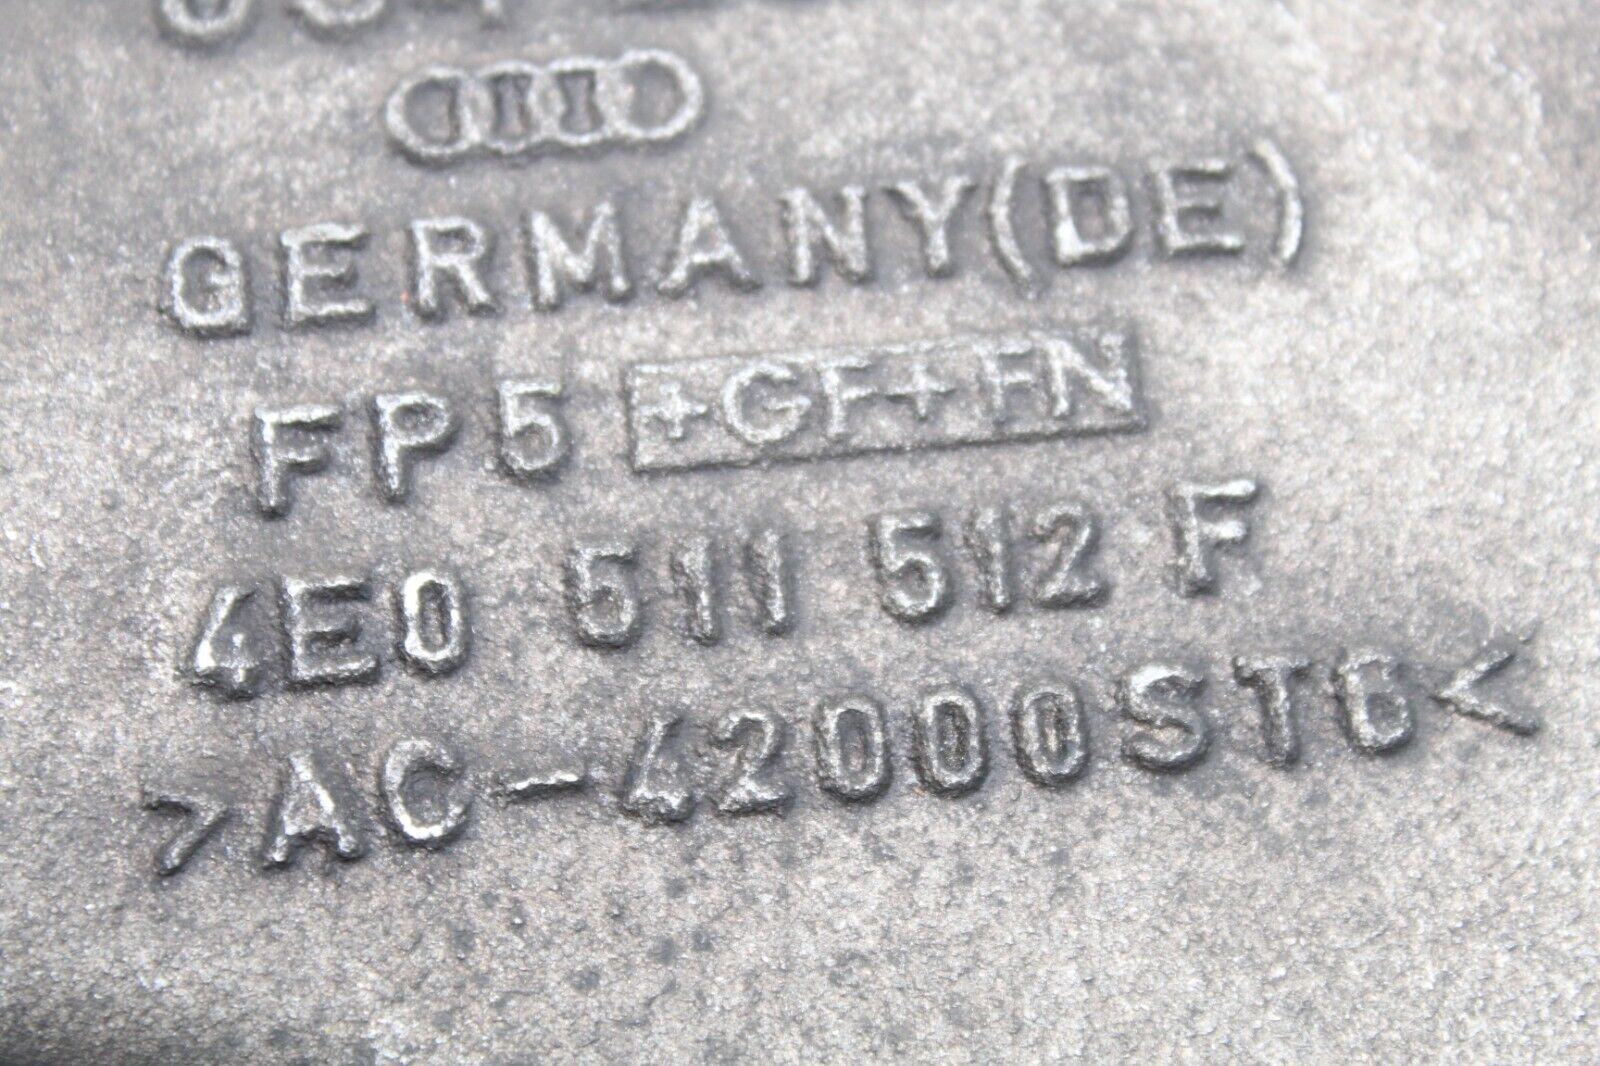 GERMANY(DE)
FP5 +GF+FN
4E0 511 512 F
>AC-42000ST6<